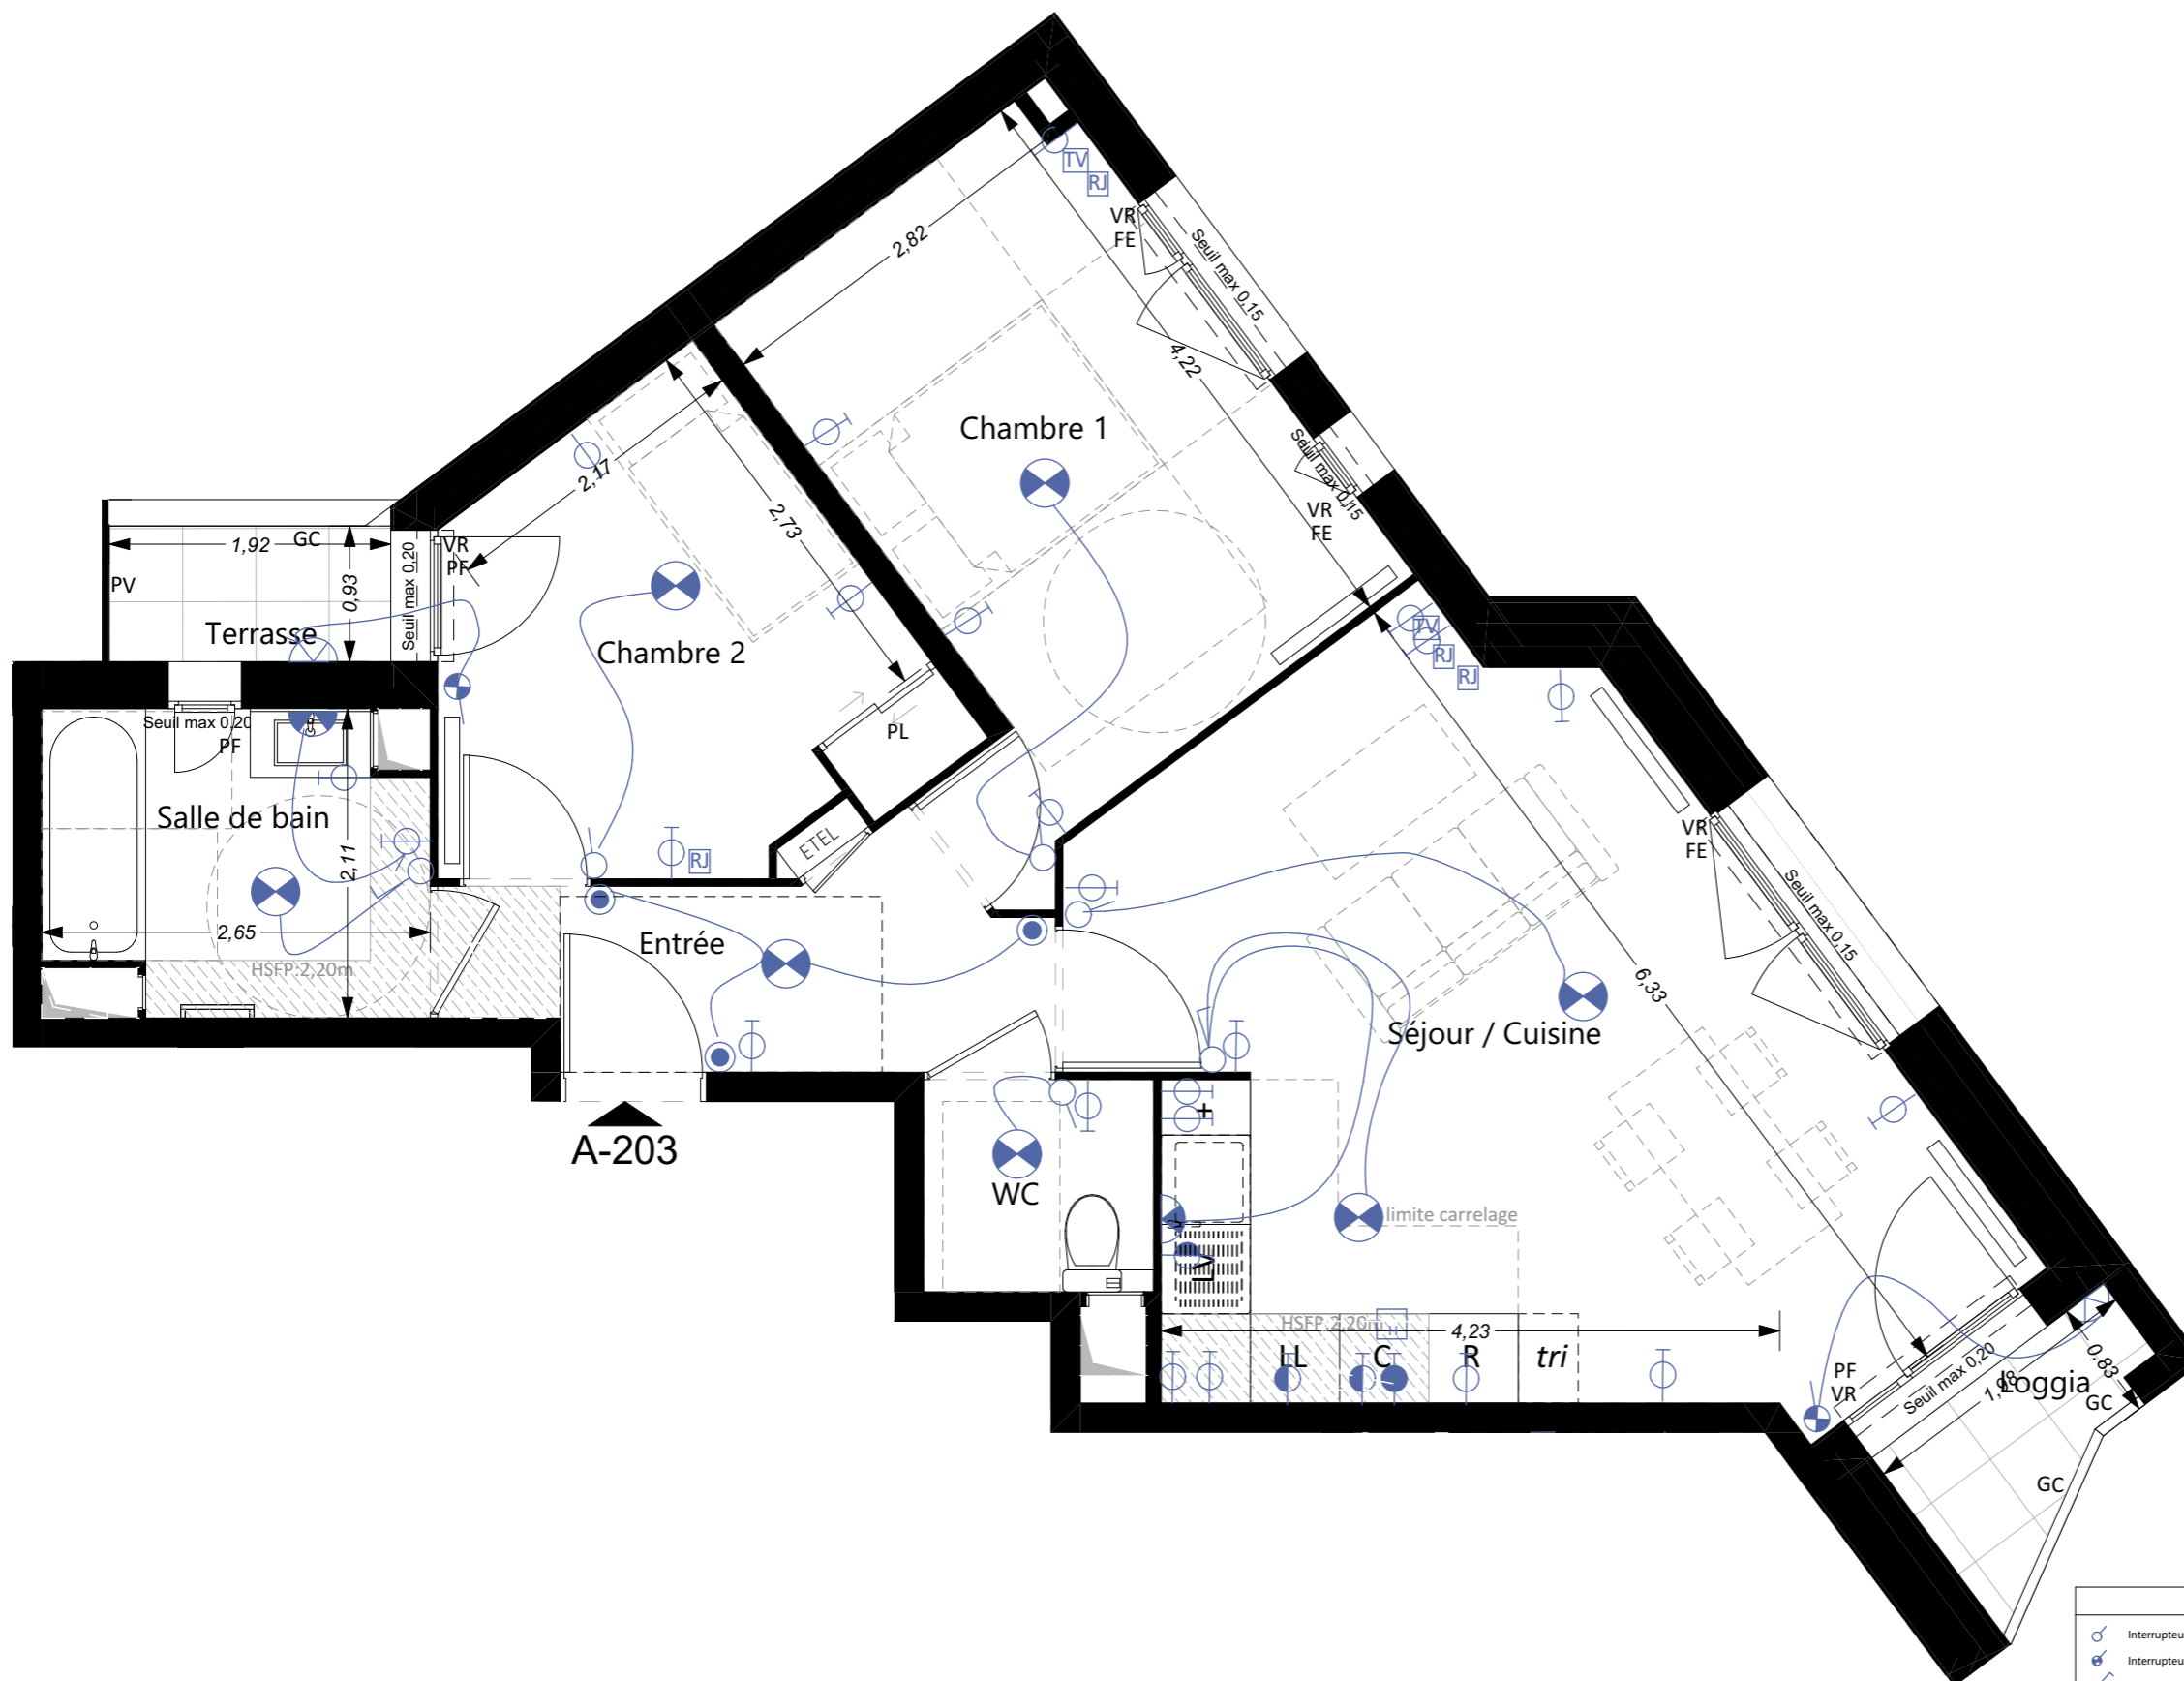 TV
RJ
VR
FE
Seuil max 0,15
2,82
4,22
Chambre 1
Seuil max 0,15
VR
FE
2,17
2,73
1,92
GC
VR
PF
PV
0,93
Seuil max 0,20
Terrasse
Chambre 2
TV
RJ
RJ
Seuil max 0,20
PF
PL
Salle de bain
2,11
ETEL
RJ
VR
FE
Seuil max 0,15
2,65
HSFP:2,20m
Entrée
6,33
Séjour / Cuisine
A-203
+
WC
limite carrelage
LV
HSFP:2,20m
H
4,23
LL
C
R
tri
PF
VR
Seuil max 0,20
1,98
0,83
Loggia
GC
GC
Interrupteu
Interrupteu